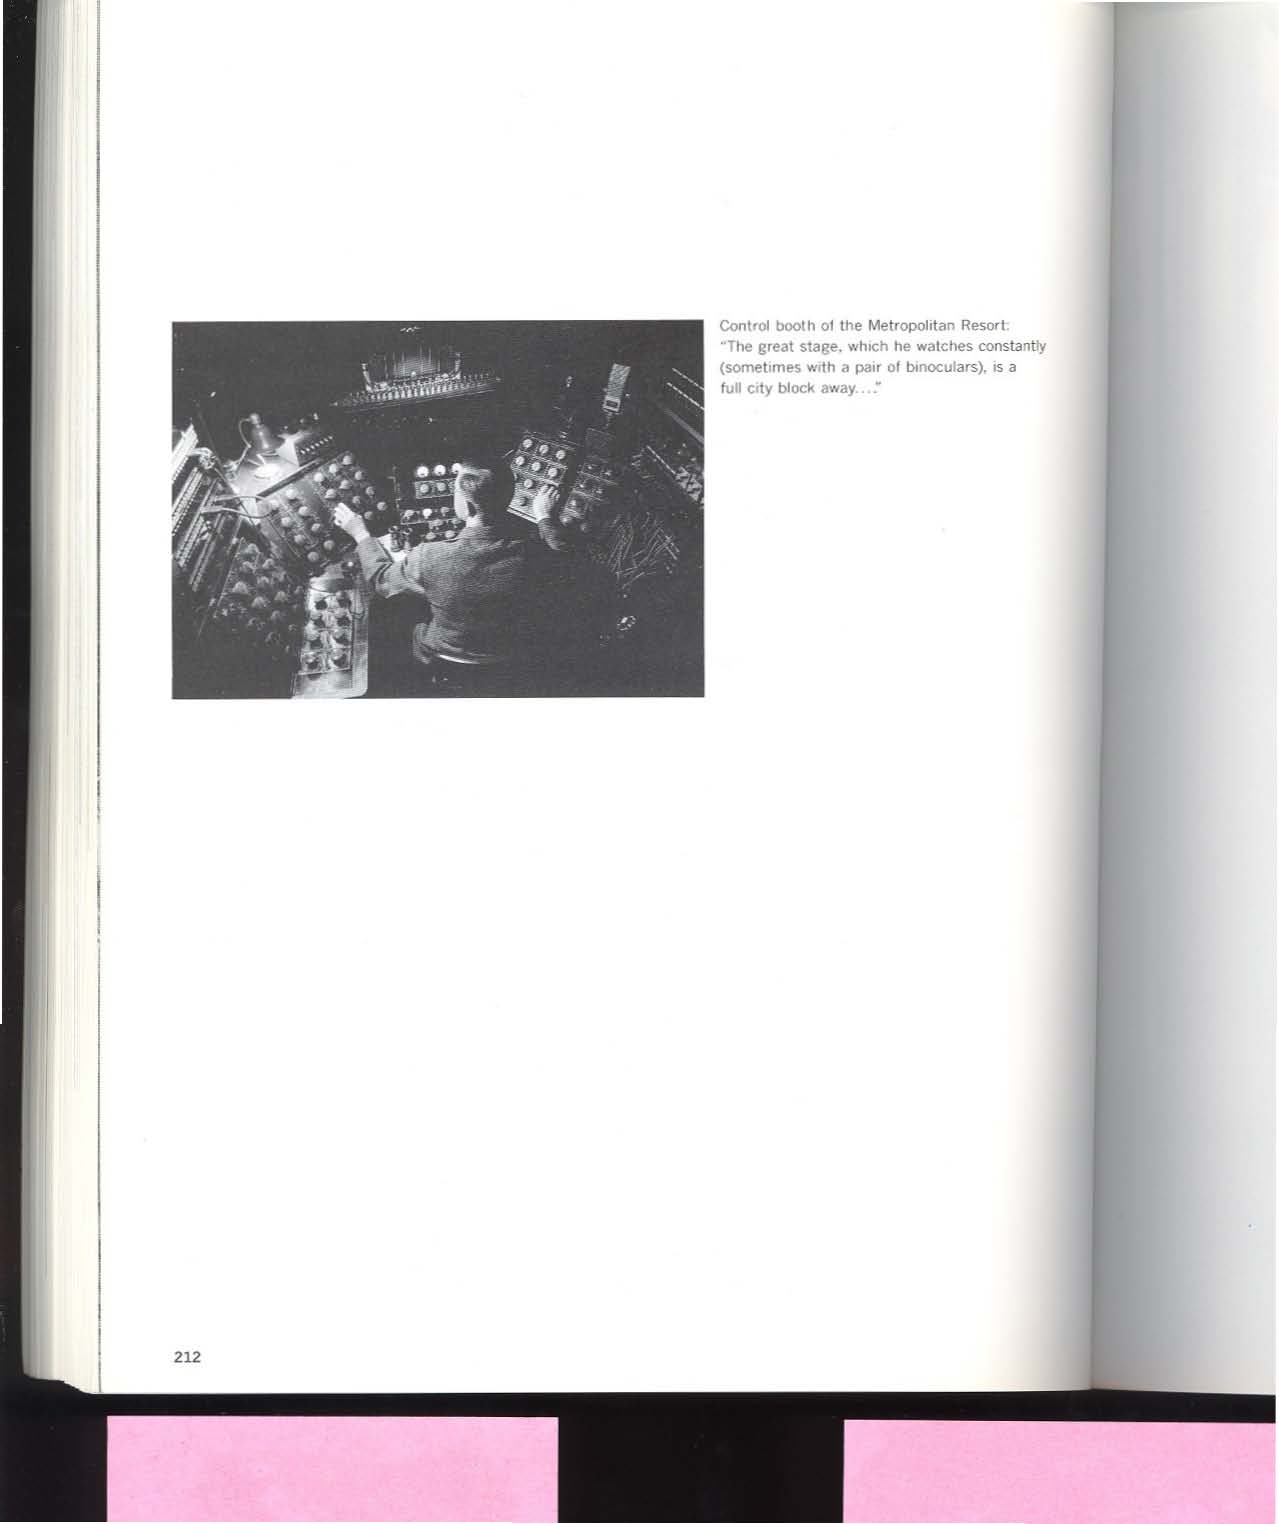 Control booth of the Metropolitan Resort:
“The great stage, which he watches constantly
(sometimes with a pair of binoculars), is a
full city block away....”
212